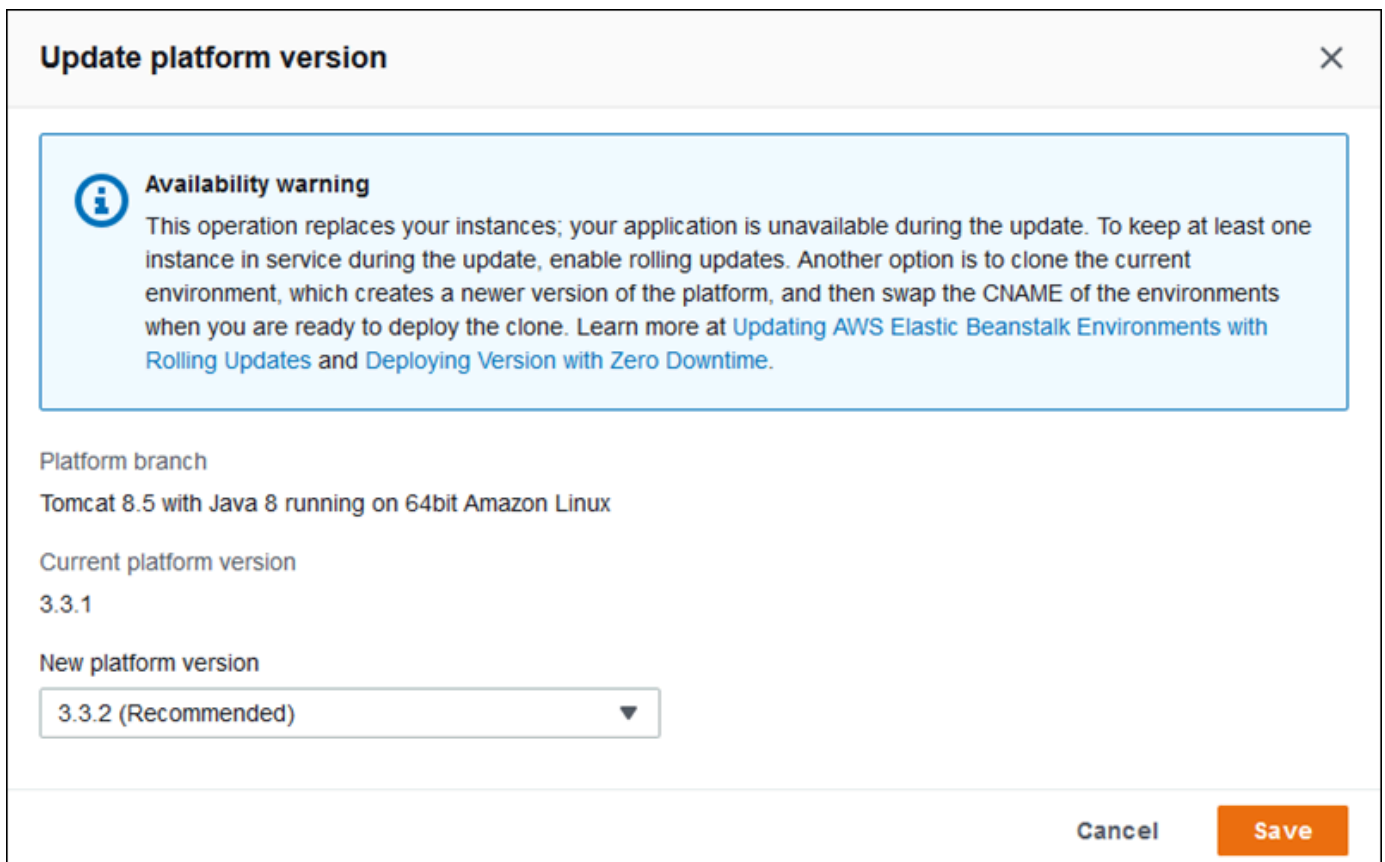 Update platform version
Availability warning
This operation replaces your instances; your application is unavailable during the update. To keep at least one
instance in service during the update, enable rolling updates. Another option is to clone the current
environment, which creates a newer version of the platform, and then swap the CNAME of the environments
when you are ready to deploy the clone. Learn more at Updating AWS Elastic Beanstalk Environments with
Rolling Updates and Deploying Version with Zero Downtime.
Platform branch
Tomcat 8.5 with Java 8 running on 64bit Amazon Linux
Current platform version
3.3.1
New platform version
3.3.2 (Recommended)
Cancel Save